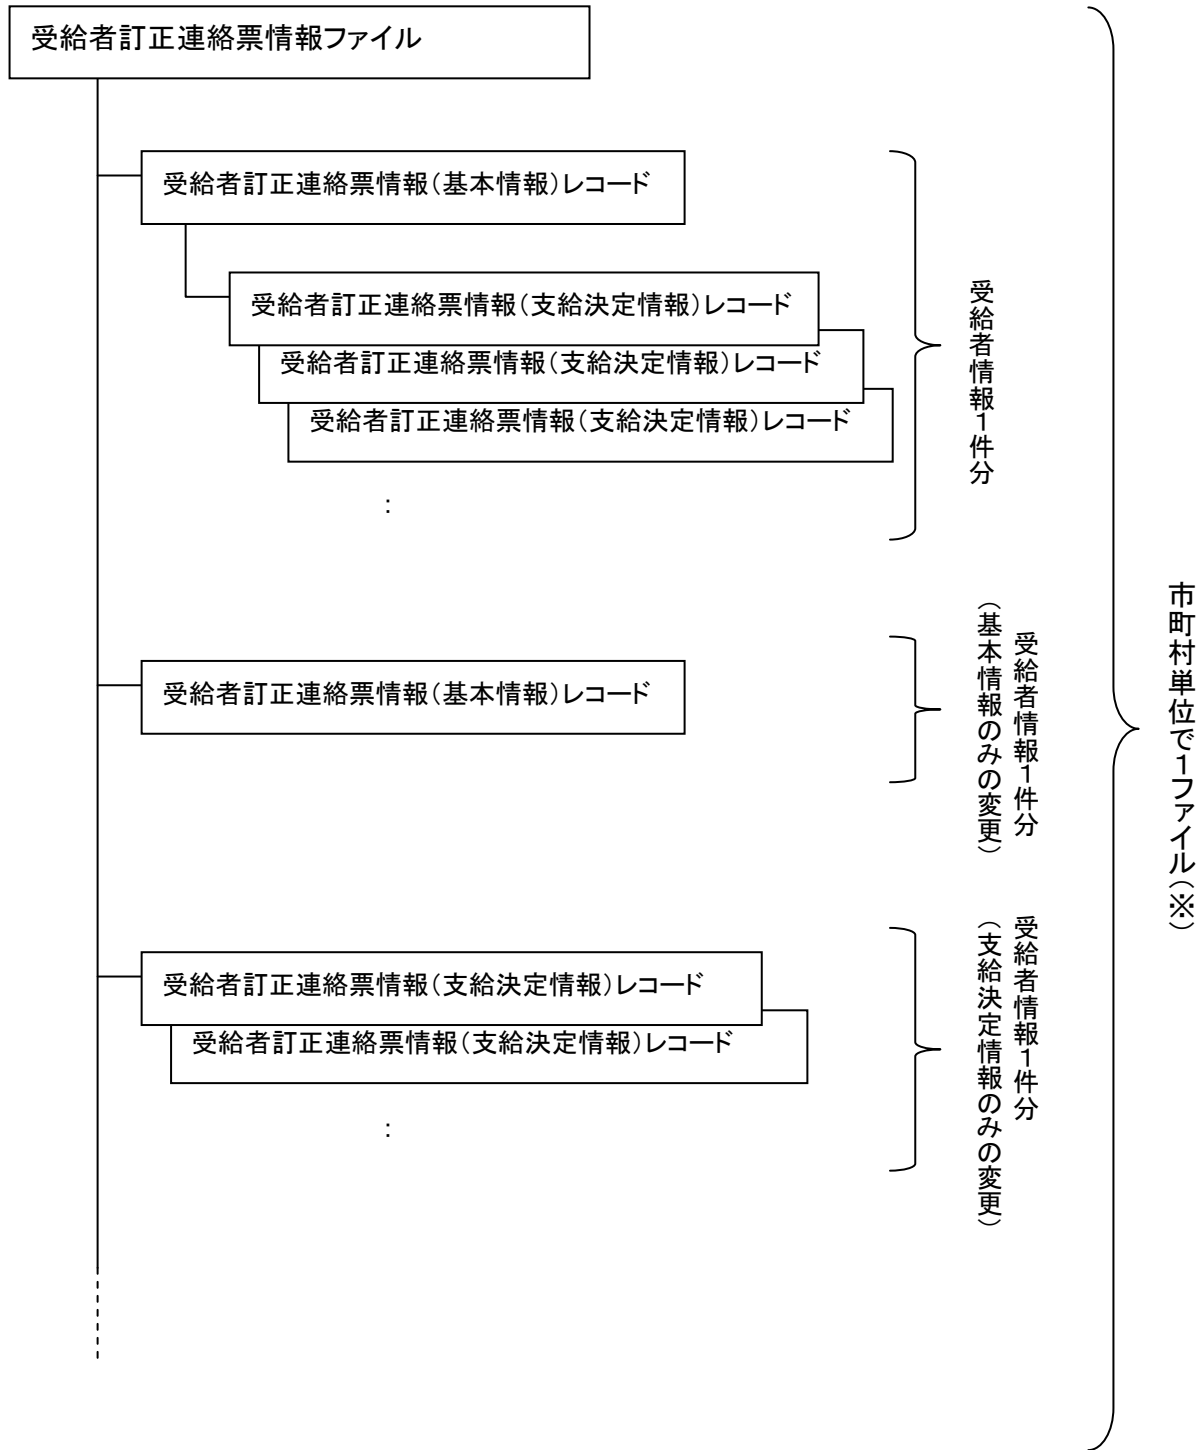 受給者訂正連絡票情報ファイル
受給者訂正連絡票情報（基本情報）レコード
受給者訂正連絡票情報（支給決定情報）レコード
受給者訂正連絡票情報（支給決定情報）レコード
受給者訂正連絡票情報（支給決定情報）レコード
：
受給者情報１件分
受給者訂正連絡票情報（基本情報）レコード
受給者情報１件分
（基本情報のみの変更）
受給者訂正連絡票情報（支給決定情報）レコード
受給者訂正連絡票情報（支給決定情報）レコード
：
受給者情報１件分
（支給決定情報のみの変更）
市町村単位で１ファイル（※）